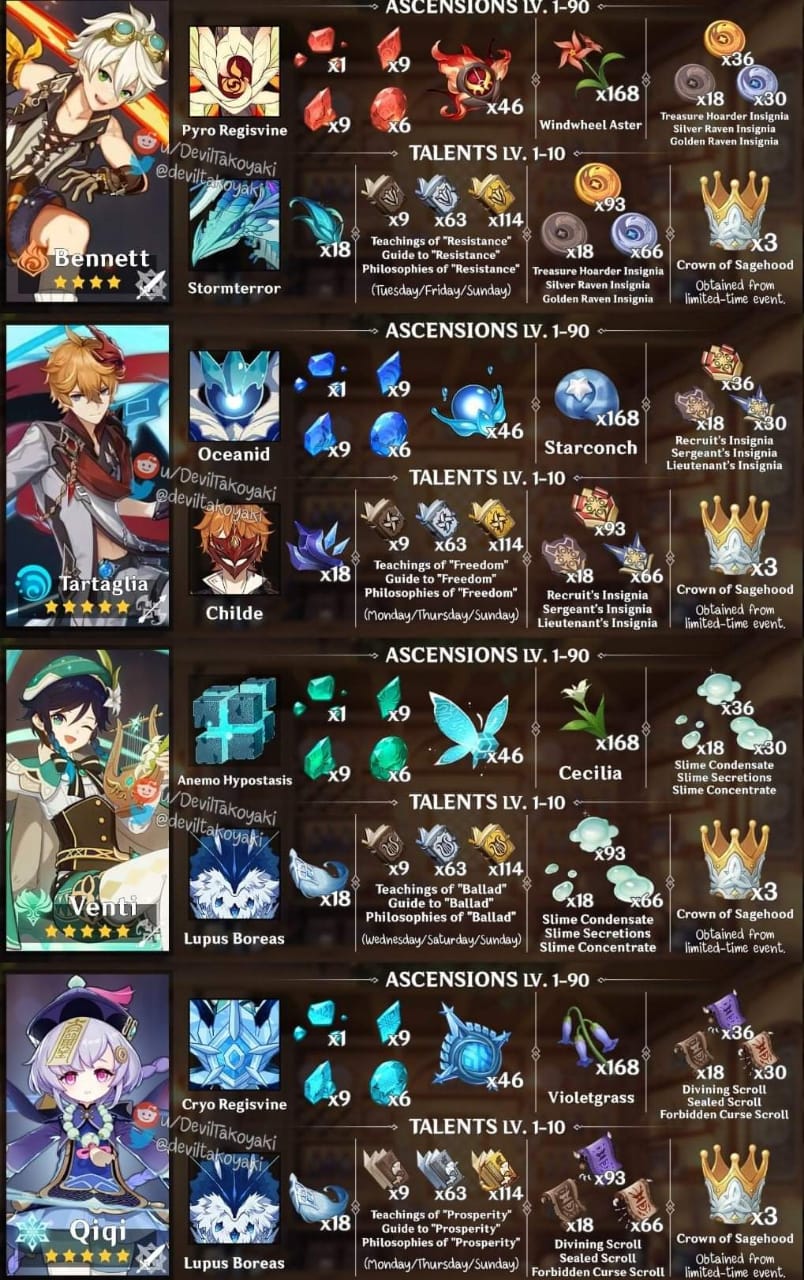 ASCENSIONS LV. 1-90
x1
x9
x9
x6
x46
x168
x36
x18
x30
Pyro Regisvine
Windwheel Aster
Treasure Hoarder Insignia
Silver Raven Insignia
Golden Raven Insignia
u/DevilTakoyaki
@deviltakoyaki
TALENTS LV. 1-10
Bennett
Stormterror
x18
x9
x63
x114
Teachings of "Resistance"
Guide to "Resistance"
Philosophies of "Resistance"
(Tuesday/Friday/Sunday)
x93
x18
x66
Treasure Hoarder Insignia
Silver Raven Insignia
Golden Raven Insignia
x3
Crown of Sagehood
Obtained from
limited-time event.
ASCENSIONS LV. 1-90
x1
x9
x9
x6
x46
x168
x36
x18
x30
Oceanid
Starconch
Recruit's Insignia
Sergeant's Insignia
Lieutenant's Insignia
u/DevilTakoyaki
@deviltakoyaki
TALENTS LV. 1-10
Tartaglia
Childe
x18
x9
x63
x114
Teachings of "Freedom"
Guide to "Freedom"
Philosophies of "Freedom"
(Monday/Thursday/Sunday)
x93
x18
x66
Recruit's Insignia
Sergeant's Insignia
Lieutenant's Insignia
x3
Crown of Sagehood
Obtained from
limited-time event.
ASCENSIONS LV. 1-90
x1
x9
x9
x6
x46
x168
x36
x18
x30
Anemo Hypostasis
Cecilia
Slime Condensate
Slime Secretions
Slime Concentrate
u/DevilTakoyaki
@deviltakoyaki
TALENTS LV. 1-10
Venti
Lupus Boreas
x18
x9
x63
x114
Teachings of "Ballad"
Guide to "Ballad"
Philosophies of "Ballad"
(Wednesday/Saturday/Sunday)
x93
x18
x66
Slime Condensate
Slime Secretions
Slime Concentrate
x3
Crown of Sagehood
Obtained from
limited-time event.
ASCENSIONS LV. 1-90
x1
x9
x9
x6
x46
x168
x36
x18
x30
Cryo Regisvine
Violetgrass
Divining Scroll
Sealed Scroll
Forbidden Curse Scroll
u/DevilTakoyaki
@deviltakoyaki
TALENTS LV. 1-10
Qiqi
Lupus Boreas
x18
x9
x63
x114
Teachings of "Prosperity"
Guide to "Prosperity"
Philosophies of "Prosperity"
(Monday/Thursday/Sunday)
x93
x18
x66
Divining Scroll
Sealed Scroll
Forbidden Curse Scroll
x3
Crown of Sagehood
Obtained from
limited-time event.